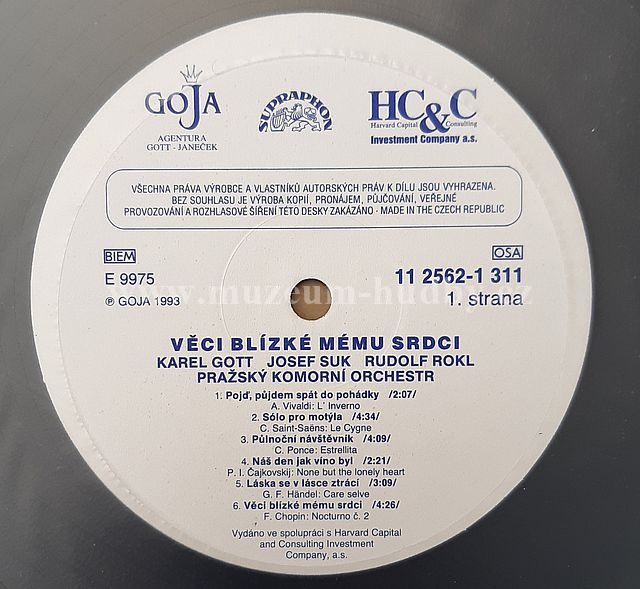 GOJA
AGENTURA
GOTT - JANEČEK
SUPRAPHON
HC&C
Harvard Capital Consulting
Investment Company a.s.
VŠECHNA PRÁVA VÝROBCE A VLASTNÍKŮ AUTORSKÝCH PRÁV K DÍLU JSOU VYHRAZENA.
BEZ SOUHLASU JE VÝROBA KOPIÍ, PRONÁJEM, PŮJČOVÁNÍ, VEŘEJNÉ
PROVOZOVÁNÍ A ROZHLASOVÉ ŠÍŘENÍ TÉTO DESKY ZAKÁZÁNO · MADE IN THE CZECH REPUBLIC
BIEM
OSA
E 9975
11 2562-1 311
℗ GOJA 1993
1. strana
www.muzeum-hudby.cz
VĚCI BLÍZKÉ MÉMU SRDCI
KAREL GOTT JOSEF SUK RUDOLF ROKL
PRAŽSKÝ KOMORNÍ ORCHESTR
1. Pojď, půjdem spát do pohádky /2:07/
A. Vivaldi: L' Inverno
2. Sólo pro motýla /4:34/
C. Saint-Saëns: Le Cygne
3. Půlnoční návštěvník /4:09/
C. Ponce: Estrellita
4. Náš den jak víno byl /2:21/
P. I. Čajkovskij: None but the lonely heart
5. Láska se v lásce ztrácí /3:09/
G. F. Händel: Care selve
6. Věci blízké mému srdci /4:26/
F. Chopin: Nocturno č. 2
Vydáno ve spolupráci s Harvard Capital
and Consulting Investment
Company, a.s.